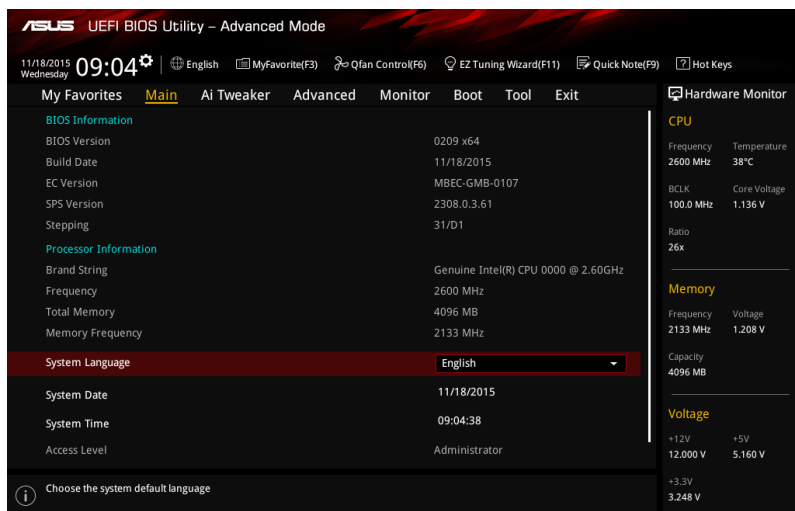 ASUS UEFI BIOS Utility – Advanced Mode
11/18/2015
Wednesday
09:04
English
MyFavorite(F3)
Qfan Control(F6)
EZ Tuning Wizard(F11)
Quick Note(F9)
? Hot Keys
My Favorites Main Ai Tweaker Advanced Monitor Boot Tool Exit
BIOS Information
BIOS Version 0209 x64
Build Date 11/18/2015
EC Version MBEC-GMB-0107
SPS Version 2308.0.3.61
Stepping 31/D1
Processor Information
Brand String Genuine Intel(R) CPU 0000 @ 2.60GHz
Frequency 2600 MHz
Total Memory 4096 MB
Memory Frequency 2133 MHz
System Language English
System Date 11/18/2015
System Time 09:04:38
Access Level Administrator
i Choose the system default language
Hardware Monitor
CPU
Frequency Temperature
2600 MHz 38°C
BCLK Core Voltage
100.0 MHz 1.136 V
Ratio
26x
Memory
Frequency Voltage
2133 MHz 1.208 V
Capacity
4096 MB
Voltage
+12V +5V
12.000 V 5.160 V
+3.3V
3.248 V